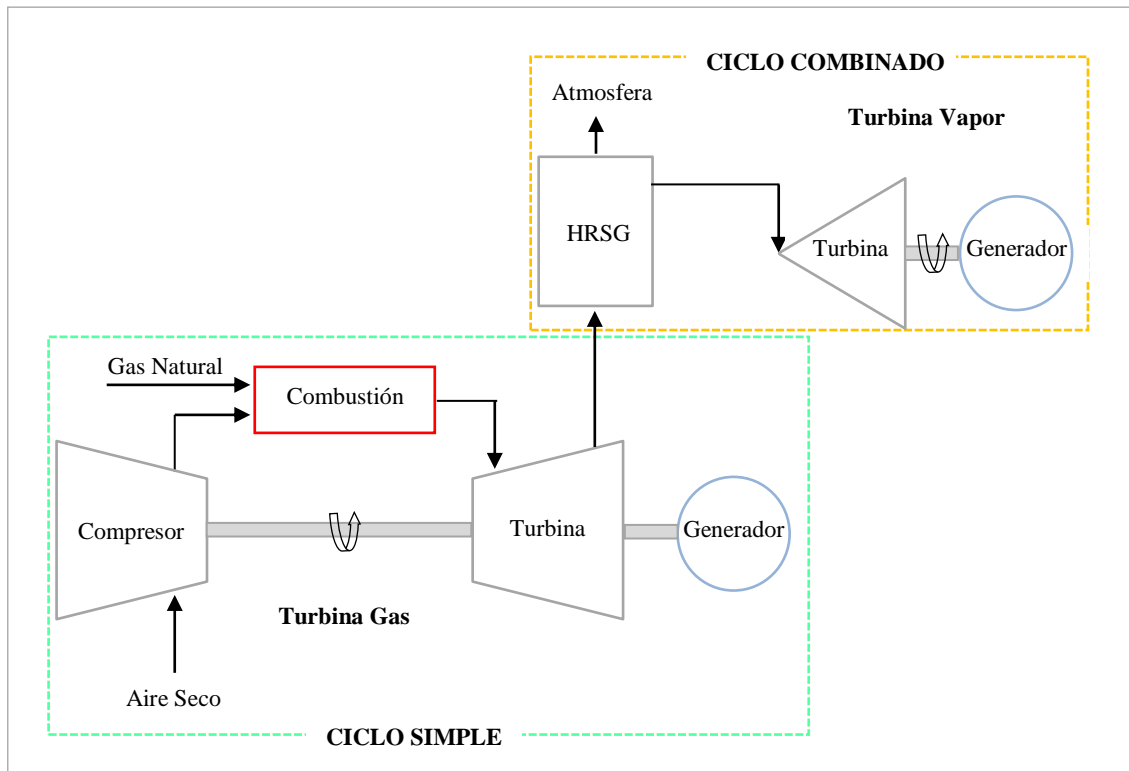 CICLO COMBINADO
Atmosfera
Turbina Vapor
HRSG
Turbina
Generador
Gas Natural
Combustión
Compresor
Turbina
Generador
Turbina Gas
Aire Seco
CICLO SIMPLE